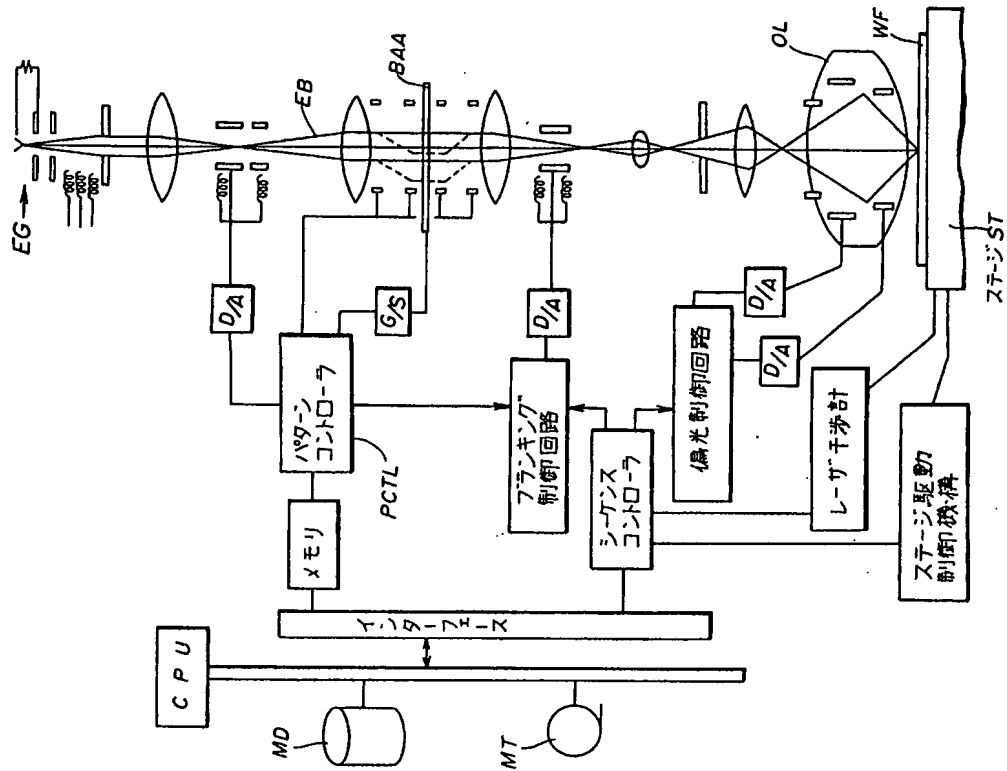 EG
EB
BAA
OL
WF
ステージST
D/A
G/S
D/A
D/A
D/A
パターン
コントローラ
PCTL
メモリ
ブランキング
制御回路
シーケンス
コントローラ
偏光制御回路
レーザ干渉計
ステージ駆動
制御機構
インターフェース
CPU
MD
MT